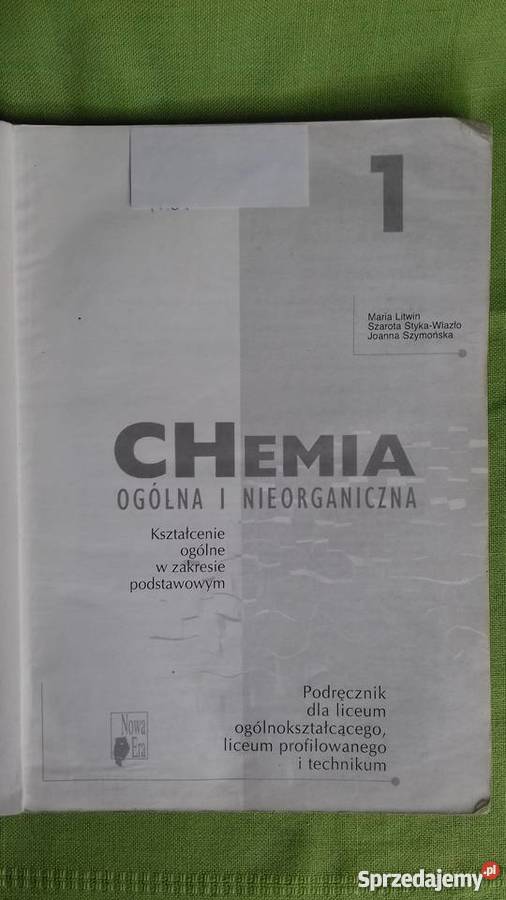 1
Maria Litwin
Szarota Styka-Wlazło
Joanna Szymońska
CHEMIA
OGÓLNA I NIEORGANICZNA
Kształcenie
ogólne
w zakresie
podstawowym
Podręcznik
dla liceum
ogólnokształcącego,
liceum profilowanego
i technikum
Nowa
Era
Sprzedajemy.pl